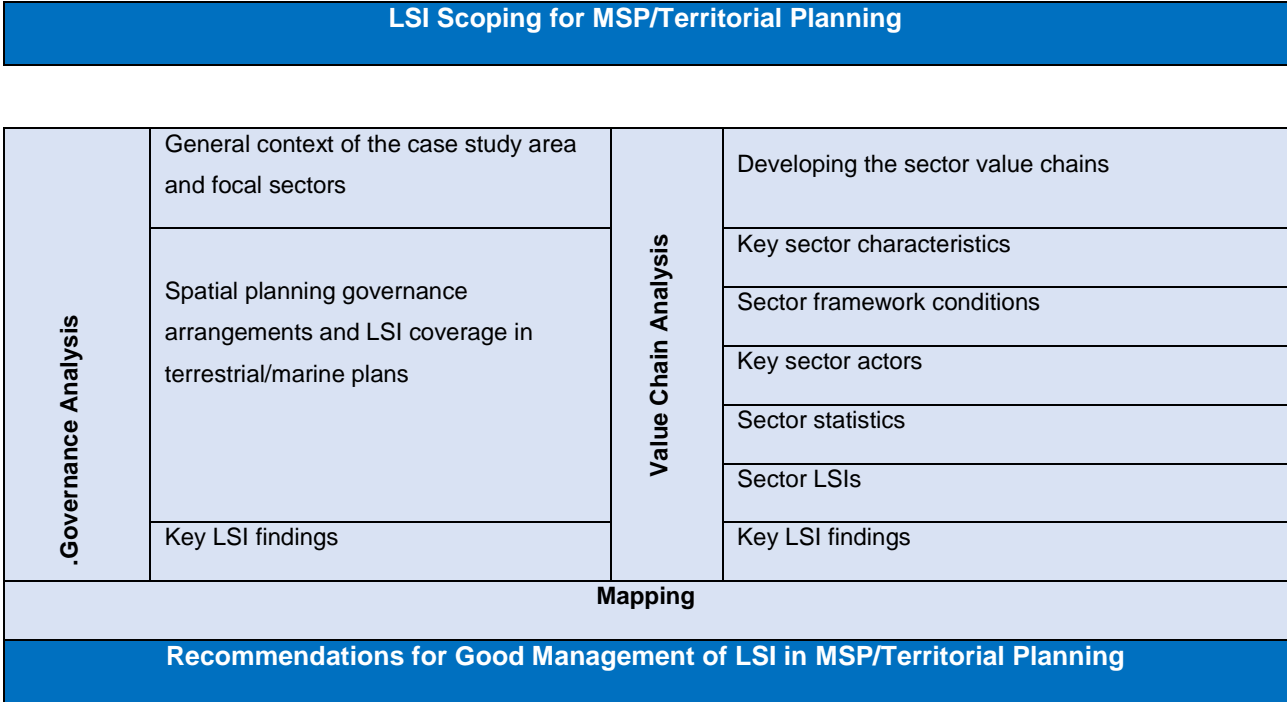 LSI Scoping for MSP/Territorial Planning
.Governance Analysis
General context of the case study area
and focal sectors
Spatial planning governance
arrangements and LSI coverage in
terrestrial/marine plans
Key LSI findings
Value Chain Analysis
Developing the sector value chains
Key sector characteristics
Sector framework conditions
Key sector actors
Sector statistics
Sector LSIs
Key LSI findings
Mapping
Recommendations for Good Management of LSI in MSP/Territorial Planning